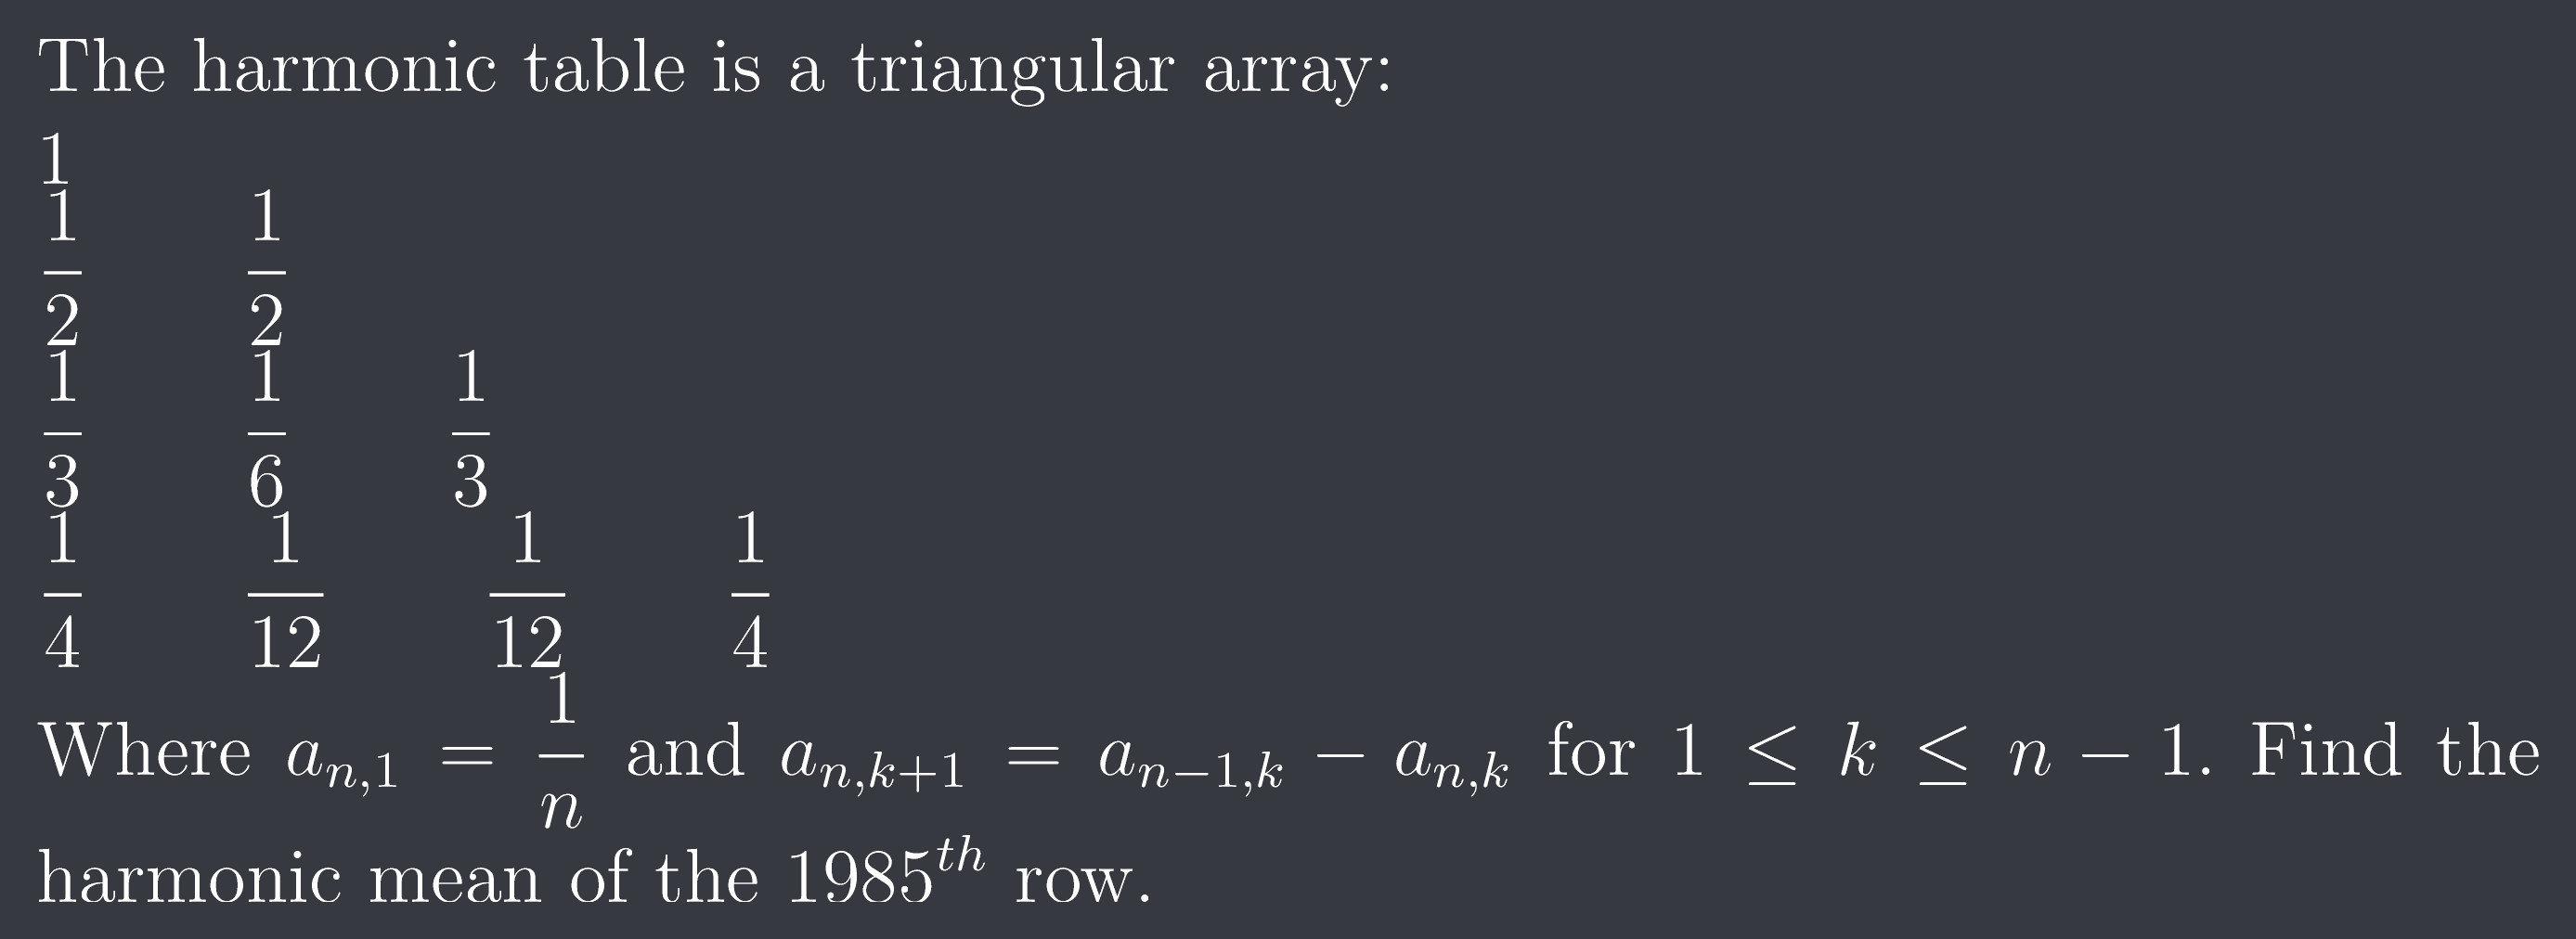 The harmonic table is a triangular array:
1
1/2 1/2
1/3 1/6 1/3
1/4 1/12 1/12 1/4
Where a_{n,1} = 1/n and a_{n,k+1} = a_{n−1,k} − a_{n,k} for 1 ≤ k ≤ n − 1. Find the
harmonic mean of the 1985^{th} row.